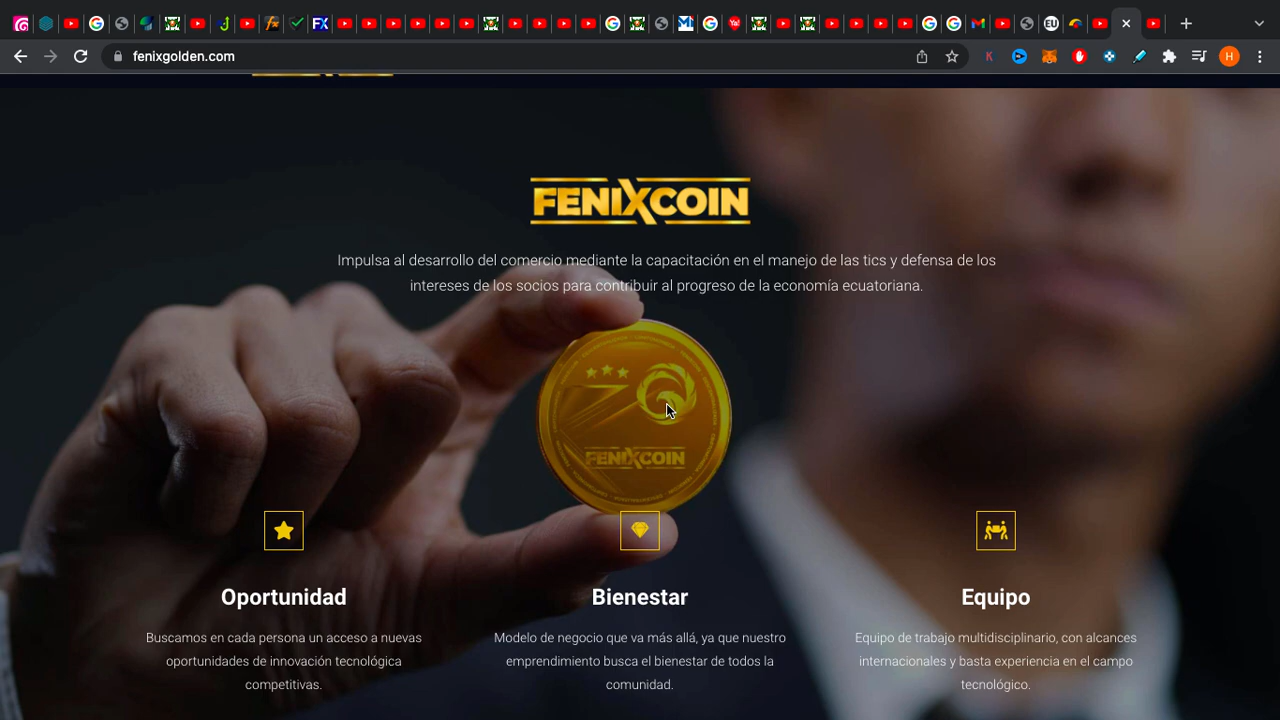 fenixgolden.com
FENIXCOIN
Impulsa al desarrollo del comercio mediante la capacitación en el manejo de las tics y defensa de los
intereses de los socios para contribuir al progreso de la economía ecuatoriana.
FENIXCOIN
Oportunidad
Bienestar
Equipo
Buscamos en cada persona un acceso a nuevas
oportunidades de innovación tecnológica
competitivas.
Modelo de negocio que va más allá, ya que nuestro
emprendimiento busca el bienestar de todos la
comunidad.
Equipo de trabajo multidisciplinario, con alcances
internacionales y basta experiencia en el campo
tecnológico.